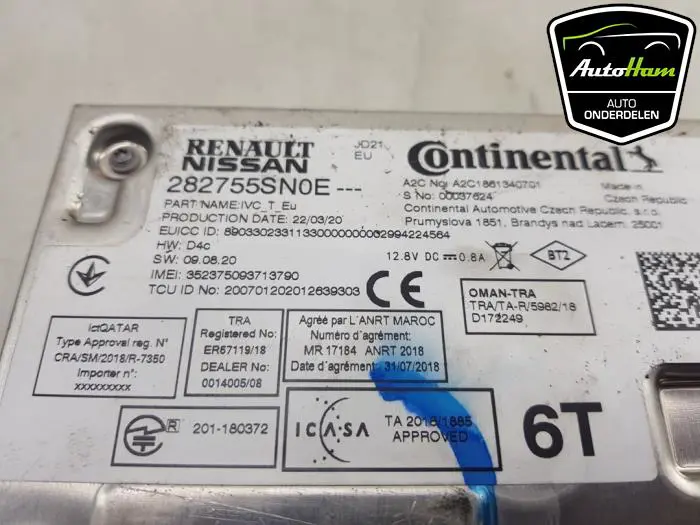 AutoHam
AUTO
ONDERDELEN
RENAULT
NISSAN
JD21
EU
Continental
282755SN0E ---
A2C No: A2C1861340701
S No: 00037624
Made in
Czech Republic
Continental Automotive Czech Republic, s.r.o.
Prumyslova 1851, Brandys nad Labem, 25001
PART NAME:IVC_T_Eu
PRODUCTION DATE: 22/03/20
EUICC ID: 89033023311330000000002994224564
HW: D4c
SW: 09.08.20
12.8V DC 0.8A
BT2
IMEI: 352375093713790
TCU ID No: 200701202012639303
CE
OMAN-TRA
TRA/TA-R/5982/18
D172249
ictQATAR
Type Approval reg. N°
CRA/SM/2018/R-7350
Importer n°:
xxxxxxxxx
TRA
Registered No:
ER67119/18
DEALER No:
0014005/08
Agréé par L'ANRT MAROC
Numéro d'agrément:
MR 17184 ANRT 2018
Date d'agrément: 31/07/2018
R 201-180372
ICASA
TA 2018/1885
APPROVED
6T